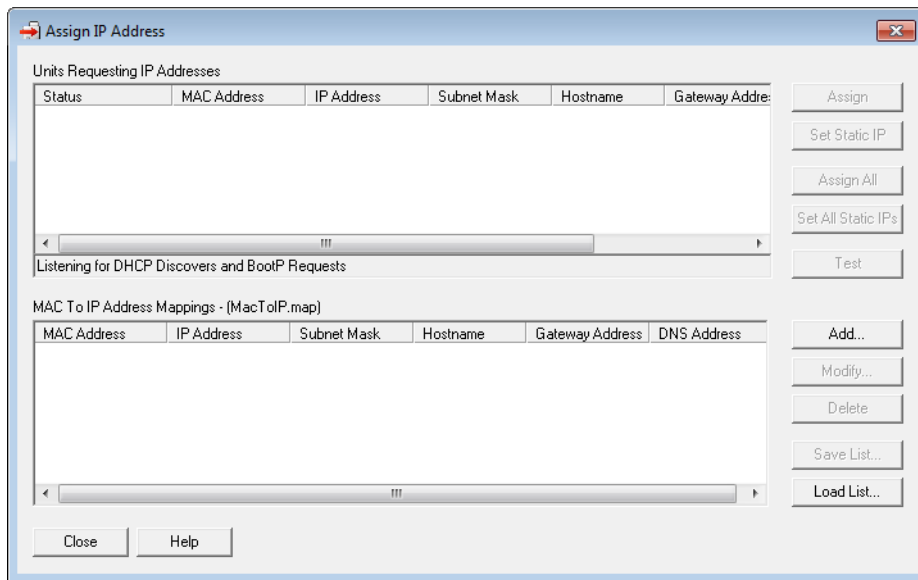 Assign IP Address
Units Requesting IP Addresses
Status MAC Address IP Address Subnet Mask Hostname Gateway Addre
Assign
Set Static IP
Assign All
Set All Static IPs
Test
Listening for DHCP Discovers and BootP Requests
MAC To IP Address Mappings - (MacToIP.map)
MAC Address IP Address Subnet Mask Hostname Gateway Address DNS Address
Add...
Modify...
Delete
Save List...
Load List...
Close Help